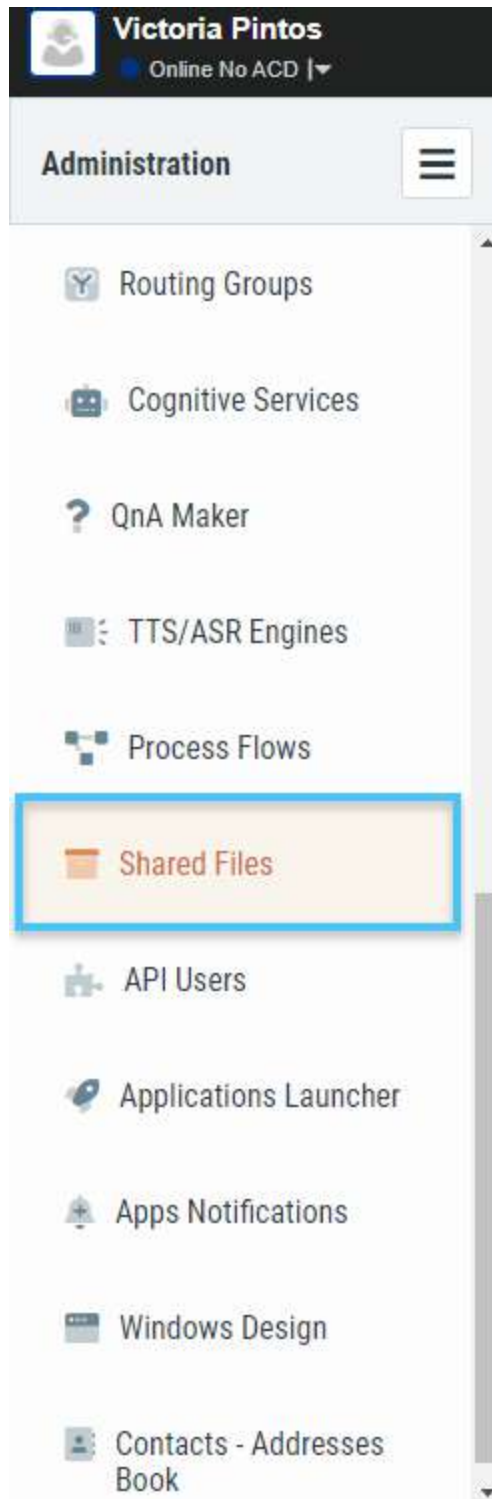 Victoria Pintos
Online No ACD
Administration
Routing Groups
Cognitive Services
QnA Maker
TTS/ASR Engines
Process Flows
Shared Files
API Users
Applications Launcher
Apps Notifications
Windows Design
Contacts - Addresses
Book